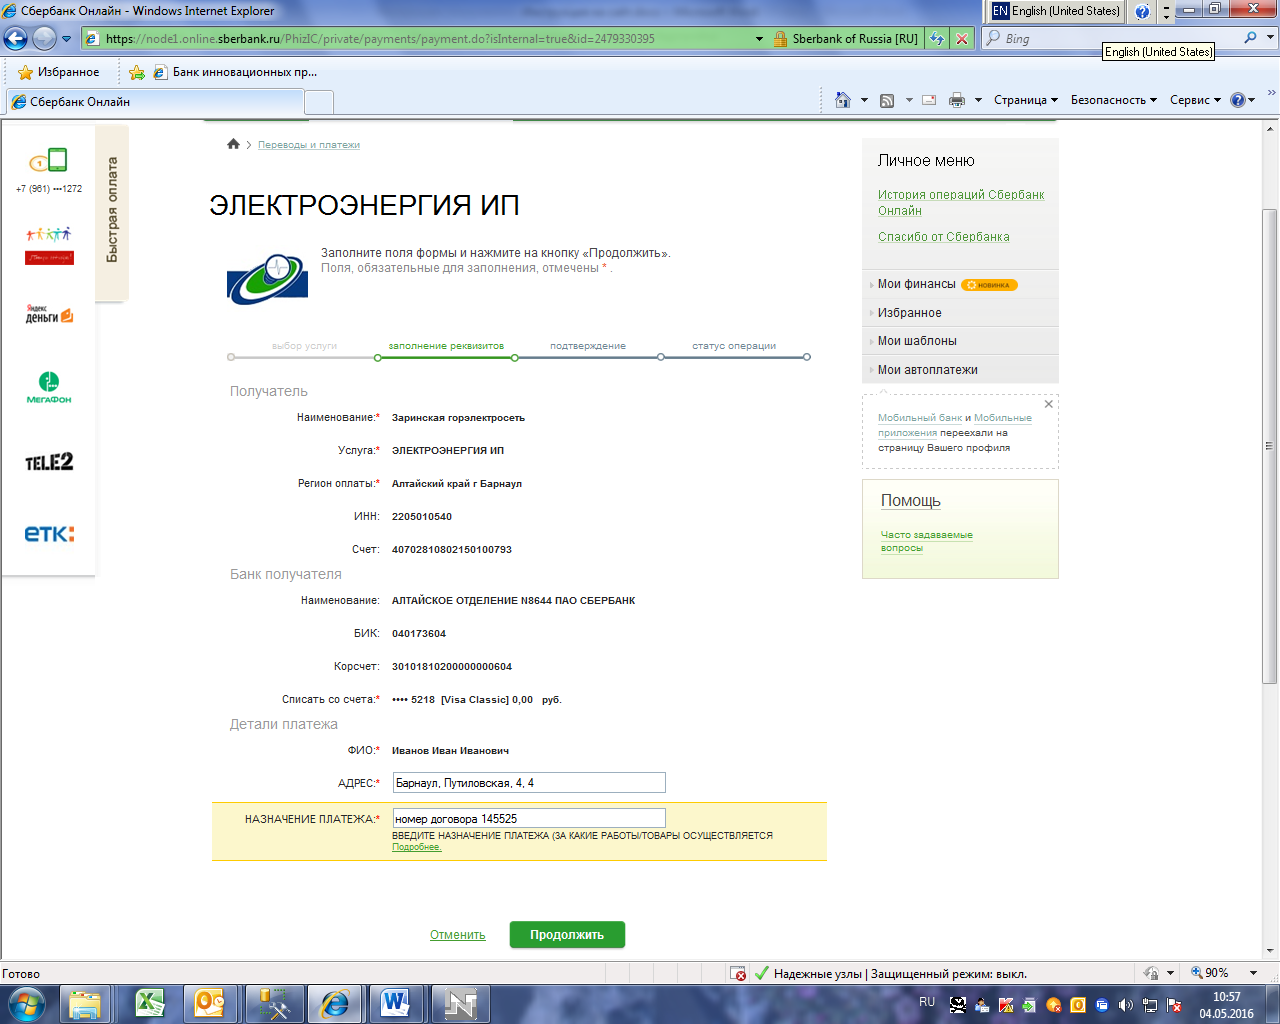 Сбербанк Онлайн - Windows Internet Explorer
EN English (United States)
https://node1.online.sberbank.ru/PhizIC/private/payments/payment.do?isInternal=true&id=2479330395
Sberbank of Russia [RU]
Bing
English (United States)
Избранное
Банк инновационных пр...
Сбербанк Онлайн
Страница
Безопасность
Сервис
+7 (961) •••1272
Быстрая оплата
Яндекс
деньги
МЕГАФОН
TELE2
етк:
Переводы и платежи
ЭЛЕКТРОЭНЕРГИЯ ИП
Заполните поля формы и нажмите на кнопку «Продолжить».
Поля, обязательные для заполнения, отмечены * .
выбор услуги
заполнение реквизитов
подтверждение
статус операции
Получатель
Наименование:* Заринская горэлектросеть
Услуга:* ЭЛЕКТРОЭНЕРГИЯ ИП
Регион оплаты:* Алтайский край г Барнаул
ИНН: 2205010540
Счет: 40702810802150100793
Банк получателя
Наименование: АЛТАЙСКОЕ ОТДЕЛЕНИЕ N8644 ПАО СБЕРБАНК
БИК: 040173604
Корсчет: 30101810200000000604
Списать со счета:* •••• 5218 [Visa Classic] 0,00 руб.
Детали платежа
ФИО:* Иванов Иван Иванович
АДРЕС:* Барнаул, Путиловская, 4, 4
НАЗНАЧЕНИЕ ПЛАТЕЖА:* номер договора 145525
ВВЕДИТЕ НАЗНАЧЕНИЕ ПЛАТЕЖА (ЗА КАКИЕ РАБОТЫ/ТОВАРЫ ОСУЩЕСТВЛЯЕТСЯ
Подробнее.
Отменить
Продолжить
Личное меню
История операций Сбербанк
Онлайн
Спасибо от Сбербанка
Мои финансы НОВИНКА
Избранное
Мои шаблоны
Мои автоплатежи
Мобильный банк и Мобильные
приложения переехали на
страницу Вашего профиля
Помощь
Часто задаваемые
вопросы
Готово
Надежные узлы | Защищенный режим: выкл.
90%
RU
10:57
04.05.2016